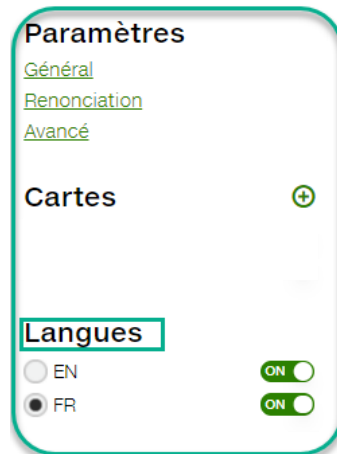 Paramètres
Général
Renonciation
Avancé
Cartes
Langues
EN ON
FR ON